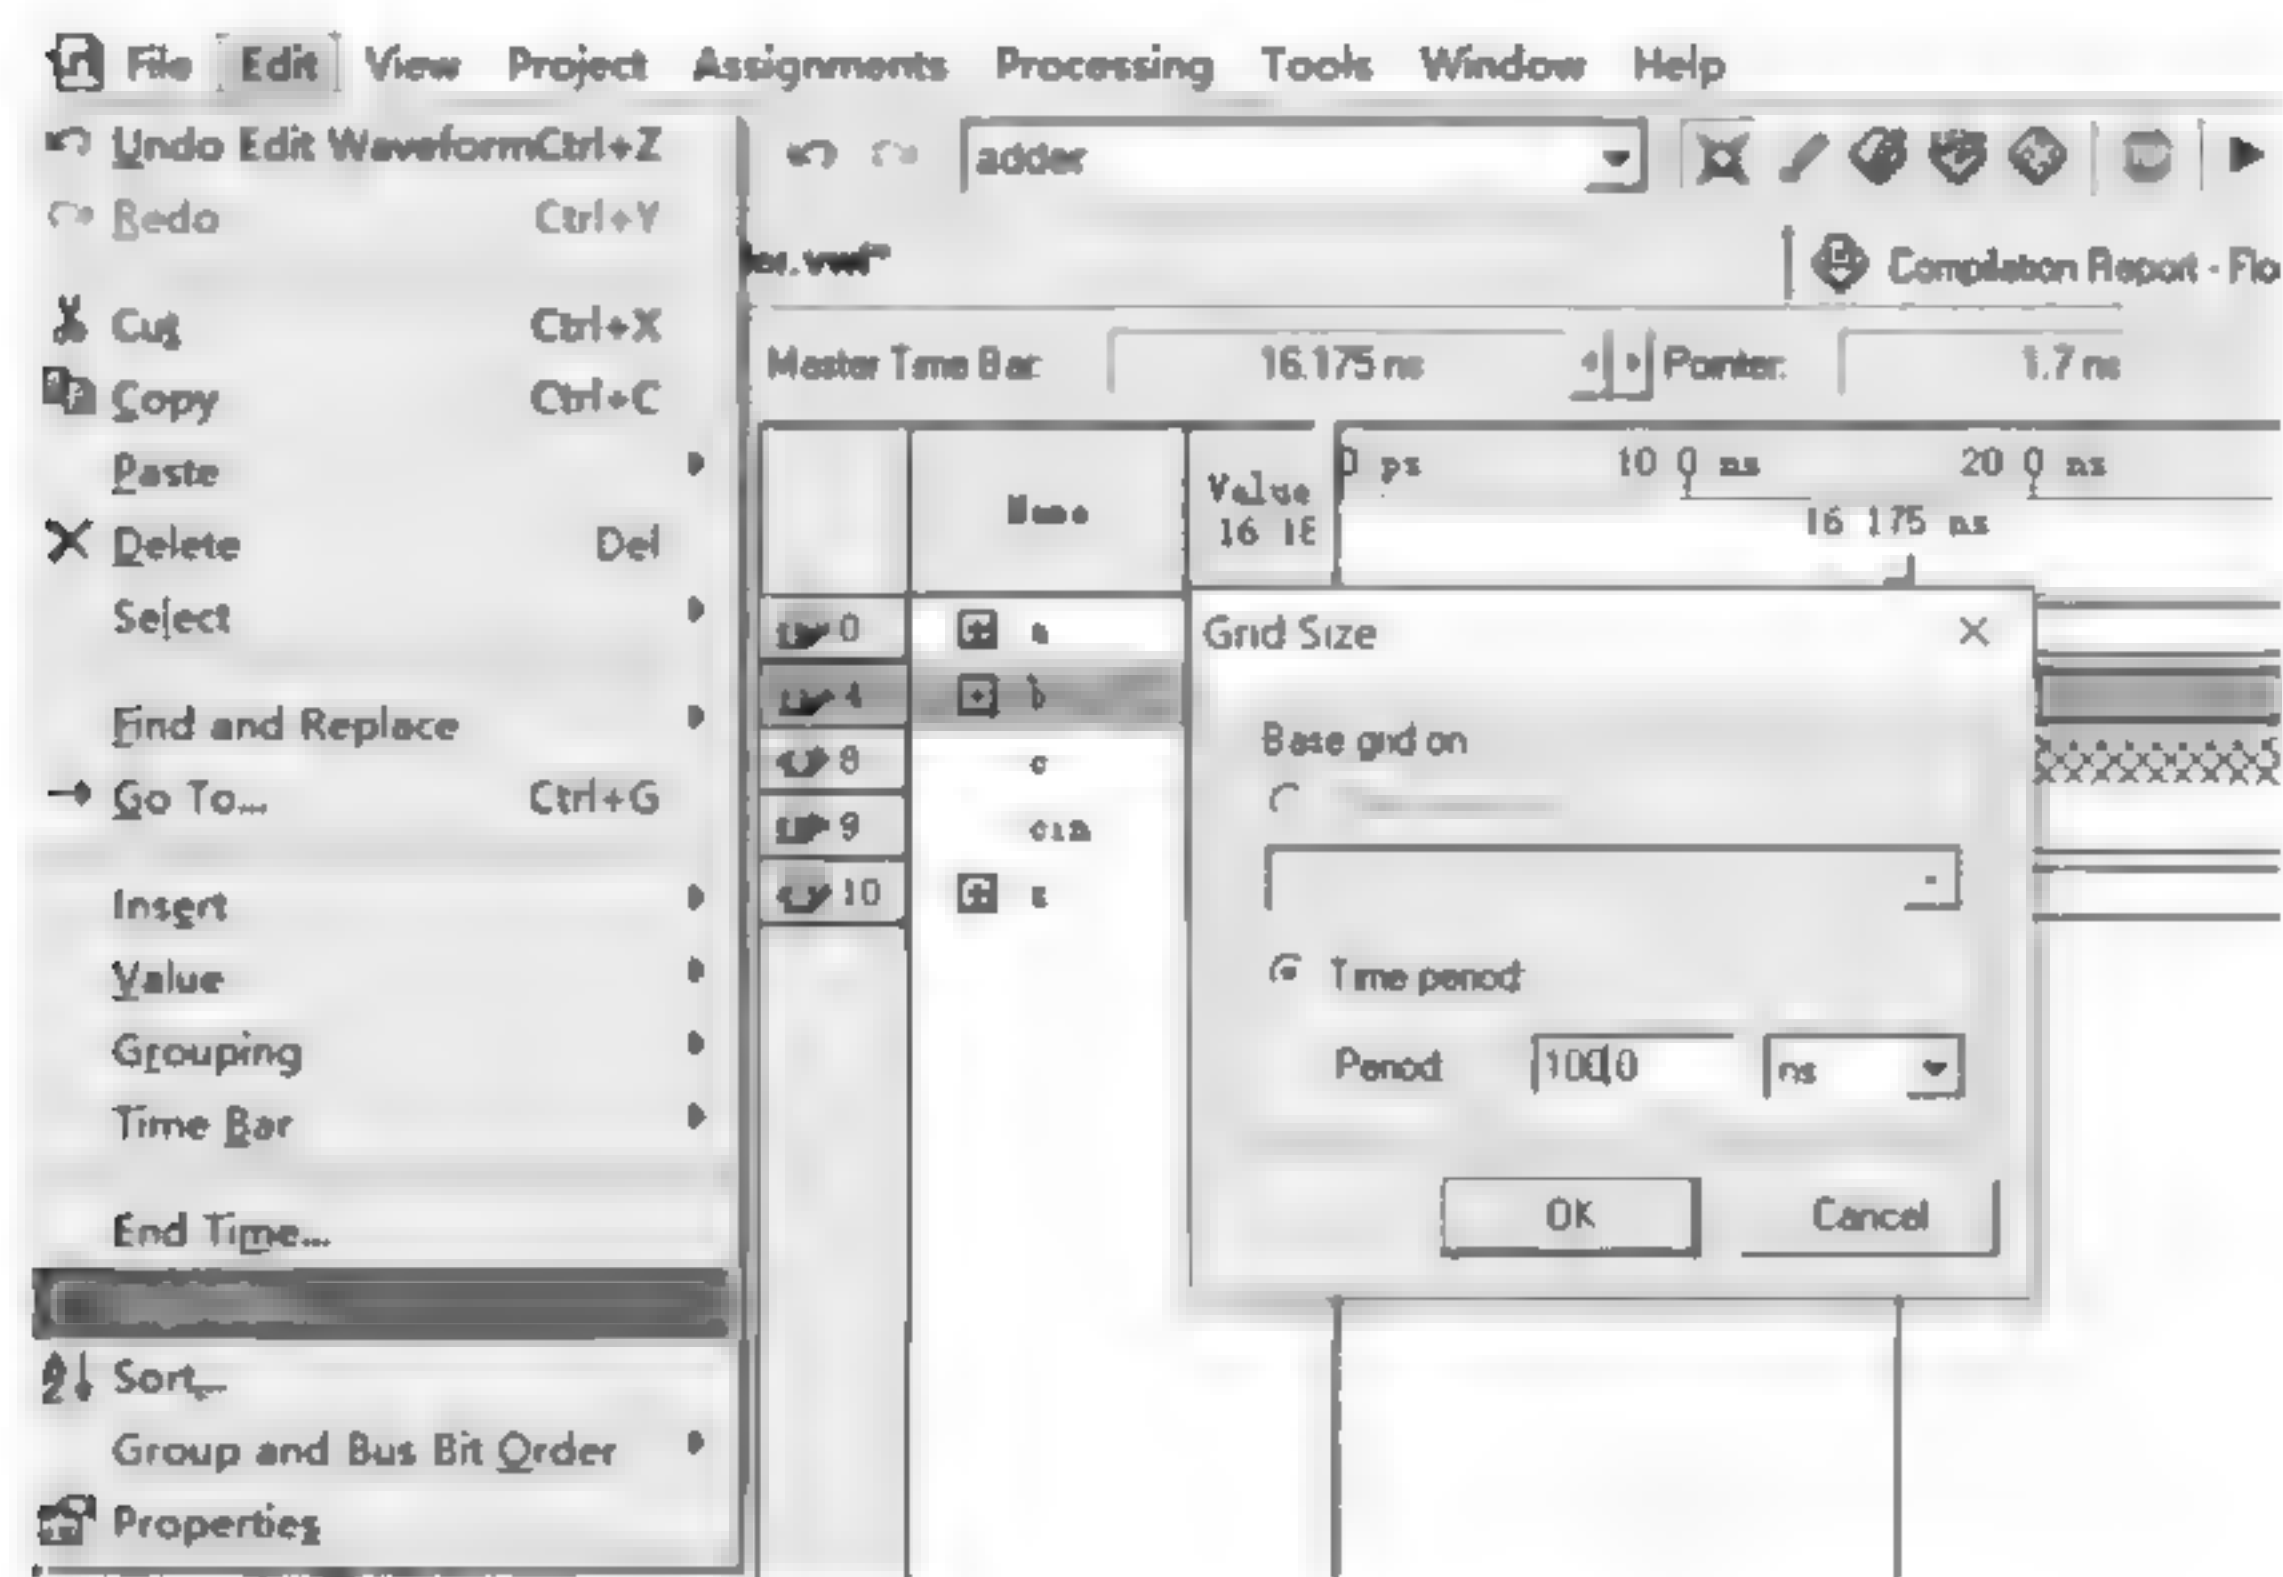 File Edit View Project Assignments Processing Tools Window Help
Undo Edit Waveform Ctrl+Z
adder
Redo Ctrl+Y
Compilation Report - Flo
Cut Ctrl+X
Master Time Bar: 16.175 ns Pointer: 1.7 ns
Copy Ctrl+C
Paste
0 ps 10.0 ns 20.0 ns
Name
Value
16.175 ns
Delete Del
Select
0 a
Grid Size
4 b
Find and Replace
Base grid on
8 c
Go To... Ctrl+G
9 cin
Insert
10 s
Value
Time period:
Grouping
Period: 100.0 ns
Time Bar
End Time...
OK Cancel
Sort...
Group and Bus Bit Order
Properties